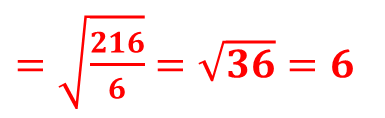 = √(216/6) = √36 = 6